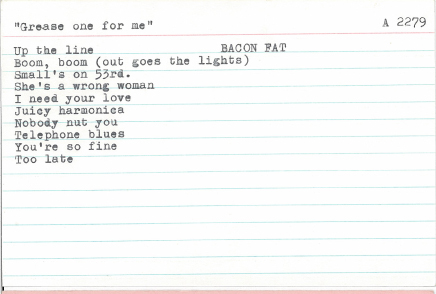 "Grease one for me" A 2279
Up the line BACON FAT
Boom, boom (out goes the lights)
Small's on 53rd.
She's a wrong woman
I need your love
Juicy harmonica
Nobody nut you
Telephone blues
You're so fine
Too late